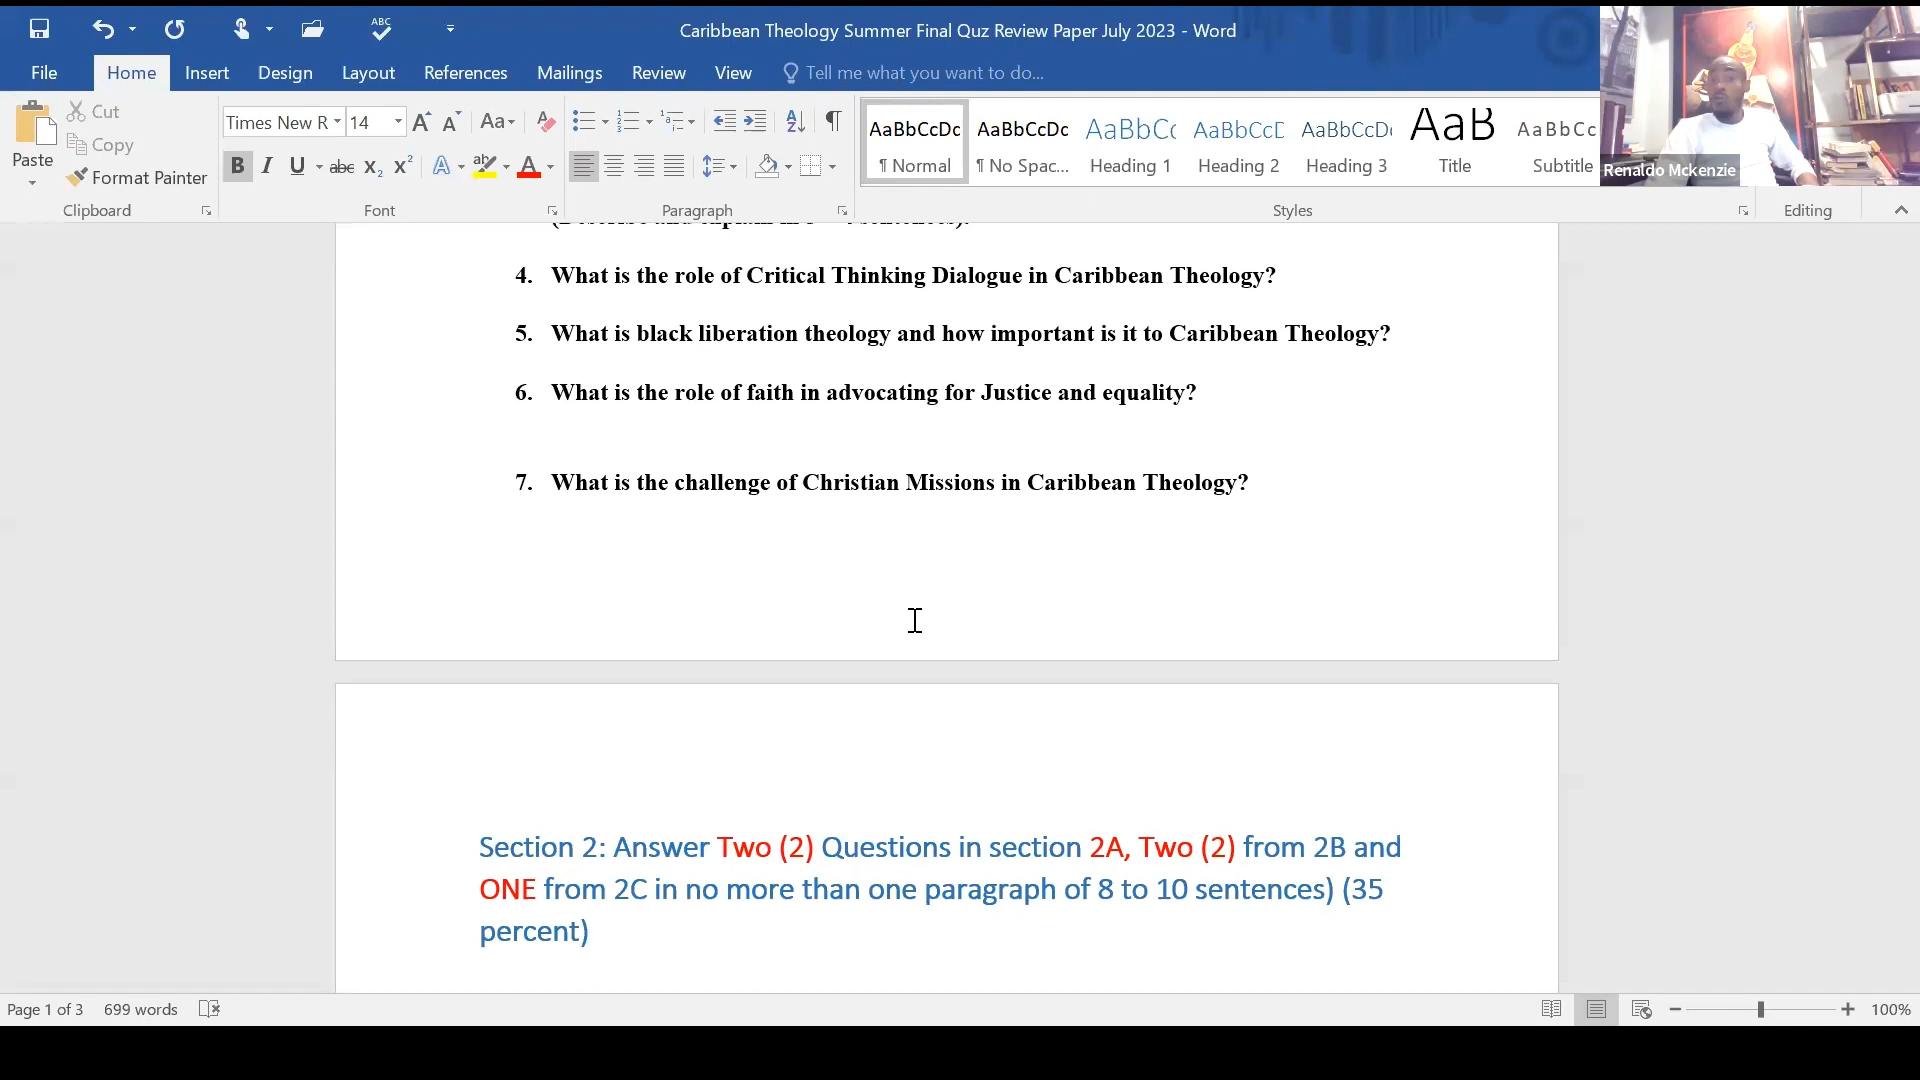 ABC
Caribbean Theology Summer Final Quz Review Paper July 2023 - Word
File Home Insert Design Layout References Mailings Review View Tell me what you want to do...
Cut
Copy
Paste
Format Painter
Times New R 14 Aa
B I U abc X2 X2 A ab A
AaBbCcDc AaBbCcDc AaBbCc AaBbCcD AaBbCcDc AaB AaBbCc
¶ Normal ¶ No Spac... Heading 1 Heading 2 Heading 3 Title Subtitle
Renaldo Mckenzie
Clipboard Font Paragraph Styles Editing
4. What is the role of Critical Thinking Dialogue in Caribbean Theology?
5. What is black liberation theology and how important is it to Caribbean Theology?
6. What is the role of faith in advocating for Justice and equality?
7. What is the challenge of Christian Missions in Caribbean Theology?
Section 2: Answer Two (2) Questions in section 2A, Two (2) from 2B and
ONE from 2C in no more than one paragraph of 8 to 10 sentences) (35
percent)
Page 1 of 3 699 words 100%